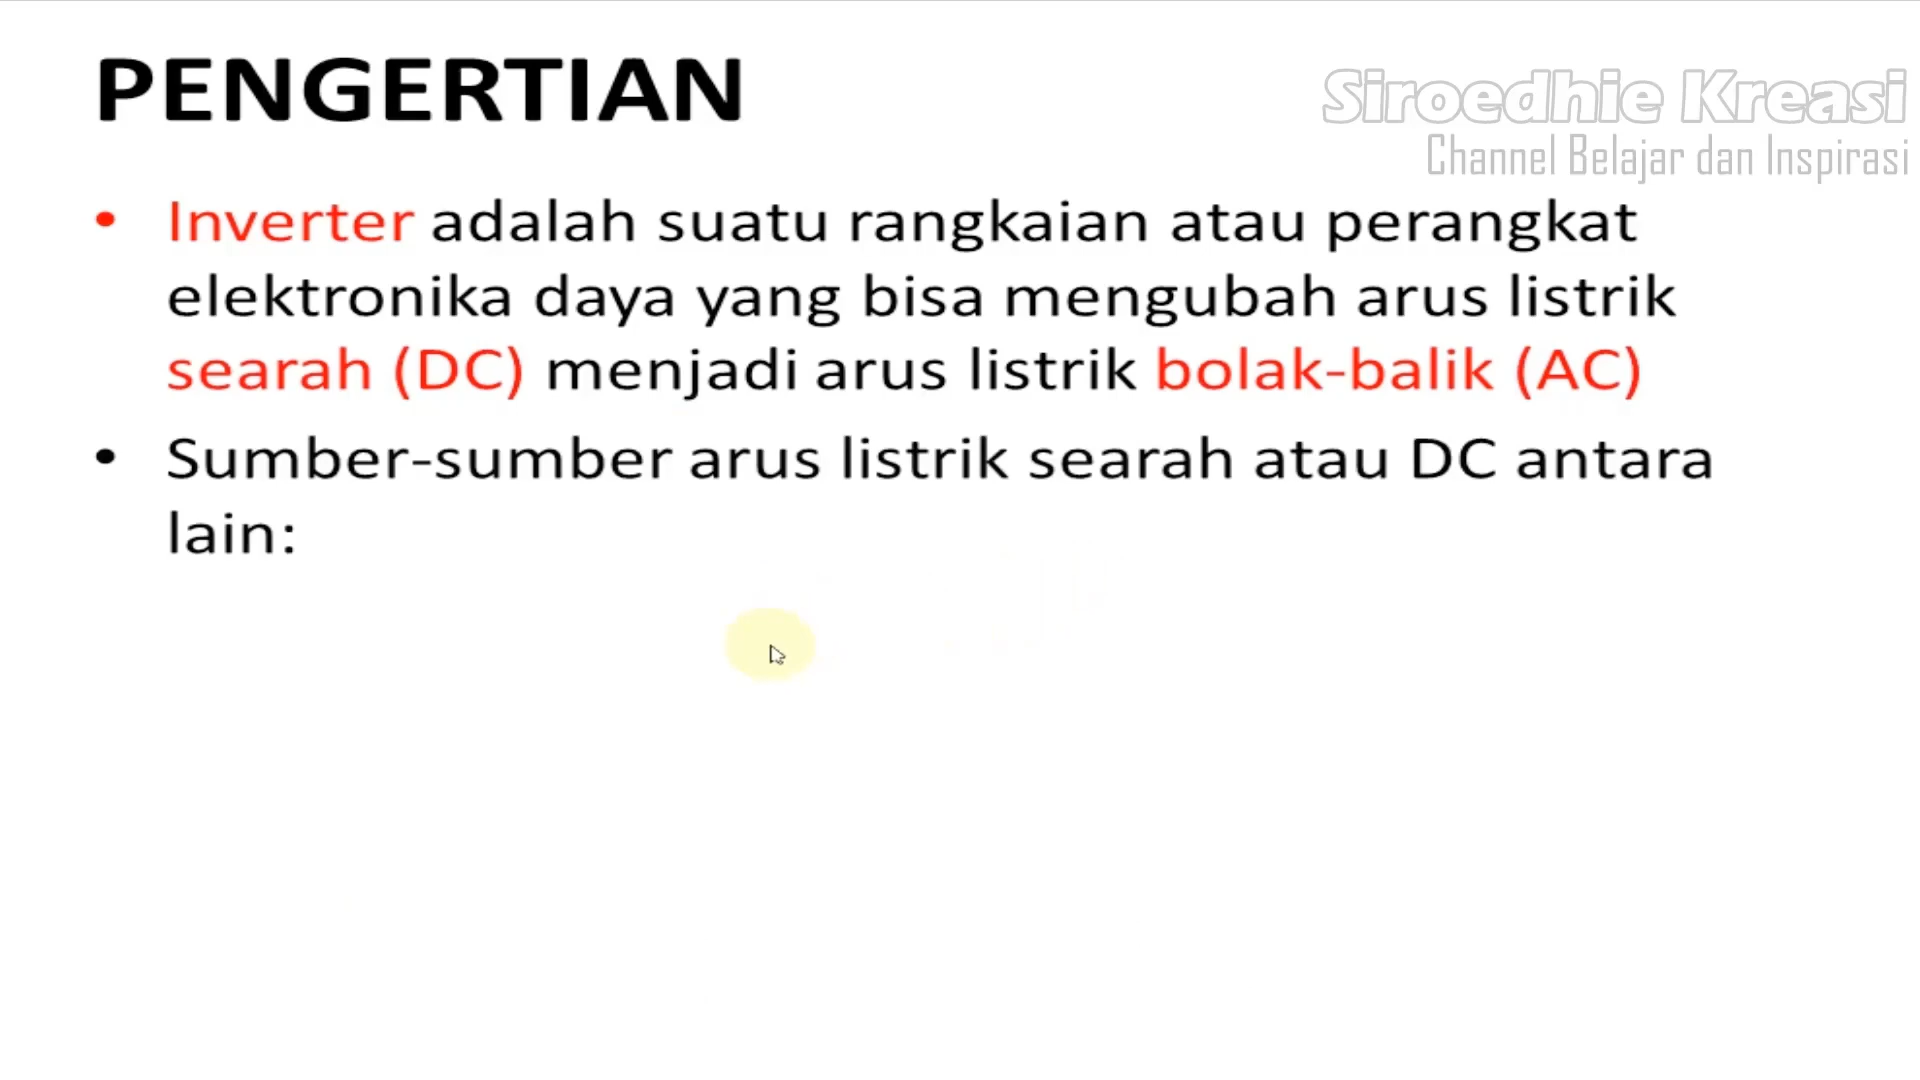 PENGERTIAN
Siroedhie Kreasi
Channel Belajar dan Inspirasi
• Inverter adalah suatu rangkaian atau perangkat
elektronika daya yang bisa mengubah arus listrik
searah (DC) menjadi arus listrik bolak-balik (AC)
• Sumber-sumber arus listrik searah atau DC antara
lain: